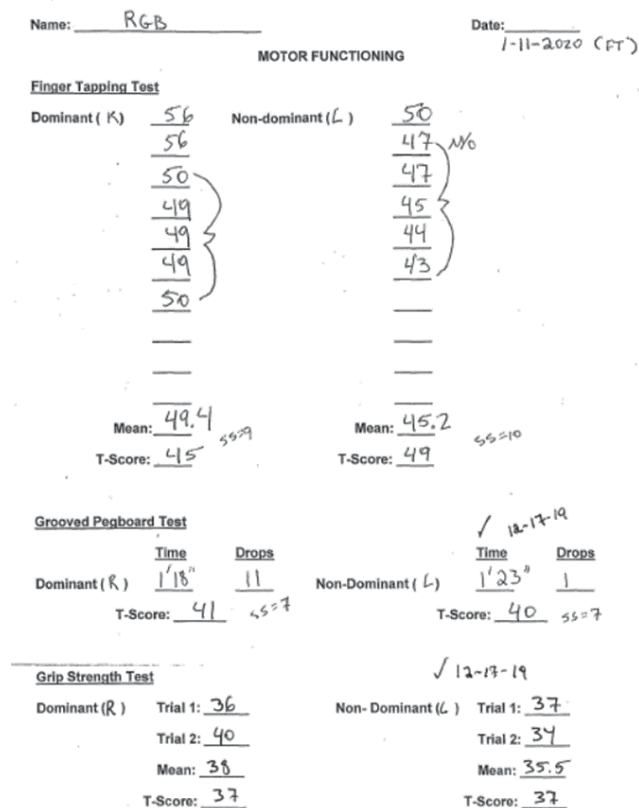 Name: RGB Date:
1-11-2020 (FT)
MOTOR FUNCTIONING
Finger Tapping Test
Dominant (R) 56 Non-dominant (L) 50
56 47
50 47
49 45
49 44
49 43
50
Mean: 49.4 ss=9 Mean: 45.2 ss=10
T-Score: 45 T-Score: 49
Grooved Pegboard Test ✓ 12-17-19
Time Drops Time Drops
Dominant (R) 1'18" 11 Non-Dominant (L) 1'23" 1
T-Score: 41 ss=7 T-Score: 40 ss=7
Grip Strength Test ✓ 12-17-19
Dominant (R) Trial 1: 36 Non- Dominant (L) Trial 1: 37
Trial 2: 40 Trial 2: 34
Mean: 38 Mean: 35.5
T-Score: 37 T-Score: 37